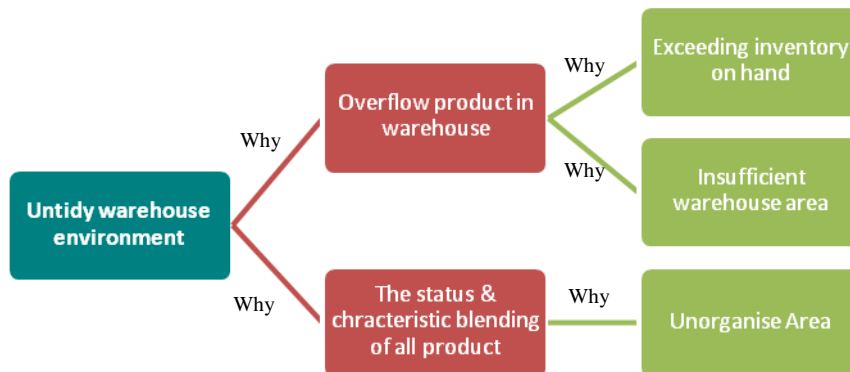 Exceeding inventory
on hand
Why
Overflow product in
warehouse
Why
Why
Insufficient
warehouse area
Untidy warehouse
environment
Why
The status &
chracteristic blending
of all product
Why
Unorganise Area